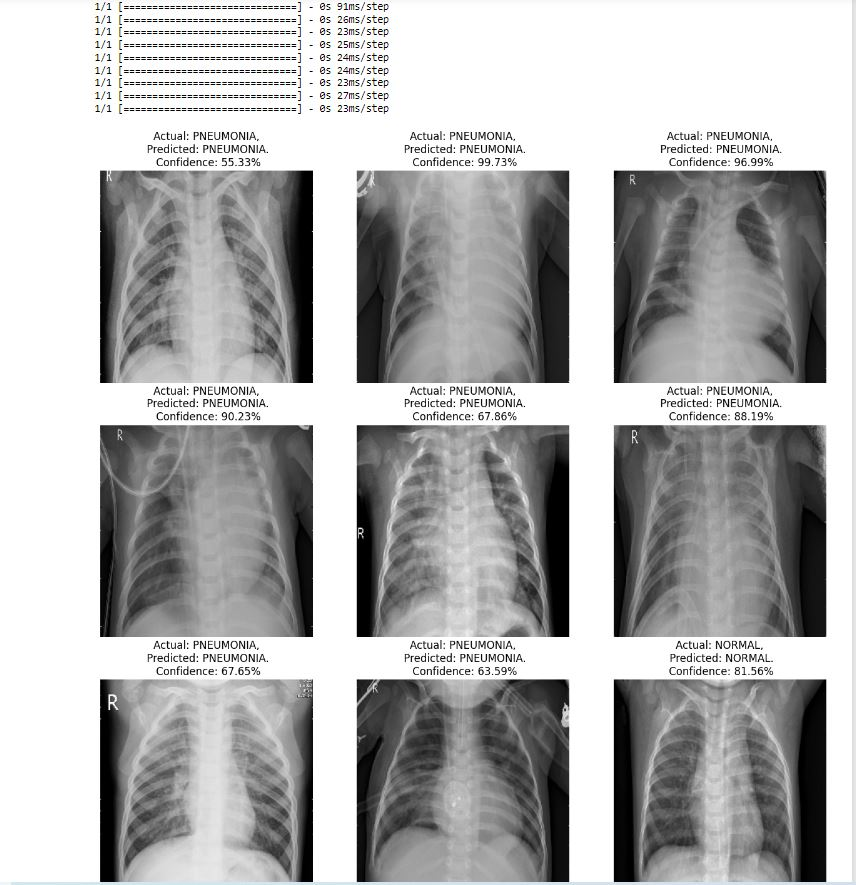 1/1 [==============================] - 0s 91ms/step
1/1 [==============================] - 0s 26ms/step
1/1 [==============================] - 0s 23ms/step
1/1 [==============================] - 0s 25ms/step
1/1 [==============================] - 0s 24ms/step
1/1 [==============================] - 0s 24ms/step
1/1 [==============================] - 0s 23ms/step
1/1 [==============================] - 0s 27ms/step
1/1 [==============================] - 0s 23ms/step
Actual: PNEUMONIA,
Predicted: PNEUMONIA.
Confidence: 55.33%
R
Actual: PNEUMONIA,
Predicted: PNEUMONIA.
Confidence: 99.73%
R
Actual: PNEUMONIA,
Predicted: PNEUMONIA.
Confidence: 96.99%
R
Actual: PNEUMONIA,
Predicted: PNEUMONIA.
Confidence: 90.23%
R
Actual: PNEUMONIA,
Predicted: PNEUMONIA.
Confidence: 67.86%
R
Actual: PNEUMONIA,
Predicted: PNEUMONIA.
Confidence: 88.19%
R
Actual: PNEUMONIA,
Predicted: PNEUMONIA.
Confidence: 67.65%
R
Actual: PNEUMONIA,
Predicted: PNEUMONIA.
Confidence: 63.59%
R
Actual: NORMAL,
Predicted: NORMAL.
Confidence: 81.56%